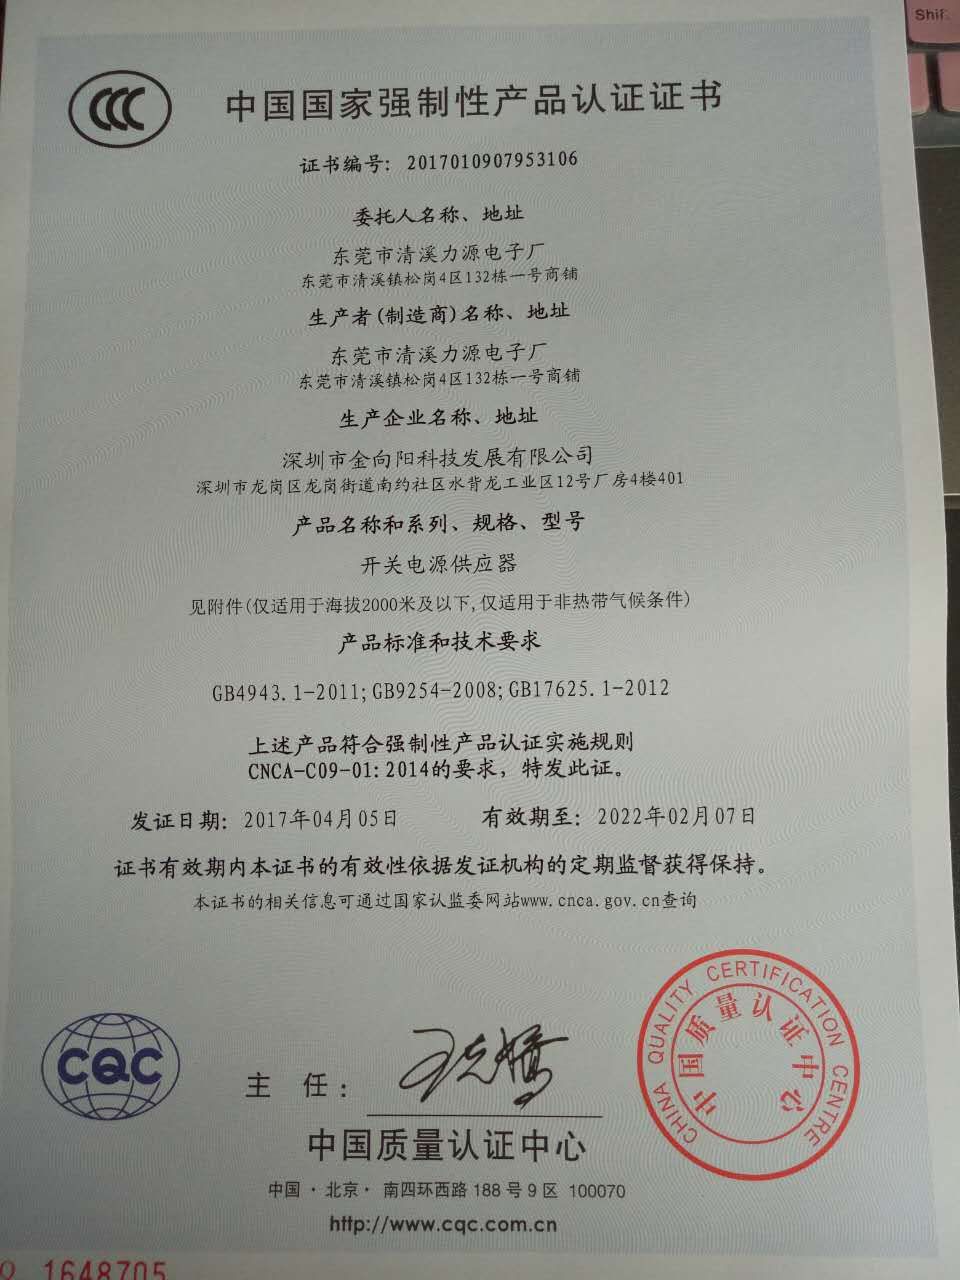 Shift
CCC
中国国家强制性产品认证证书
证书编号: 2017010907953106
委托人名称、地址
东莞市清溪力源电子厂
东莞市清溪镇松岗4区132栋一号商铺
生产者(制造商)名称、地址
东莞市清溪力源电子厂
东莞市清溪镇松岗4区132栋一号商铺
生产企业名称、地址
深圳市金向阳科技发展有限公司
深圳市龙岗区龙岗街道南约社区水背龙工业区12号厂房4楼401
产品名称和系列、规格、型号
开关电源供应器
见附件(仅适用于海拔2000米及以下,仅适用于非热带气候条件)
产品标准和技术要求
GB4943.1-2011;GB9254-2008;GB17625.1-2012
上述产品符合强制性产品认证实施规则
CNCA-C09-01:2014的要求，特发此证。
发证日期: 2017年04月05日 有效期至: 2022年02月07日
证书有效期内本证书的有效性依据发证机构的定期监督获得保持。
本证书的相关信息可通过国家认监委网站www.cnca.gov.cn查询
CQC
主 任:
CHINA QUALITY CERTIFICATION CENTRE
中国质量认证中心
中国质量认证中心
中国·北京·南四环西路 188 号 9 区 100070
http://www.cqc.com.cn
1648705